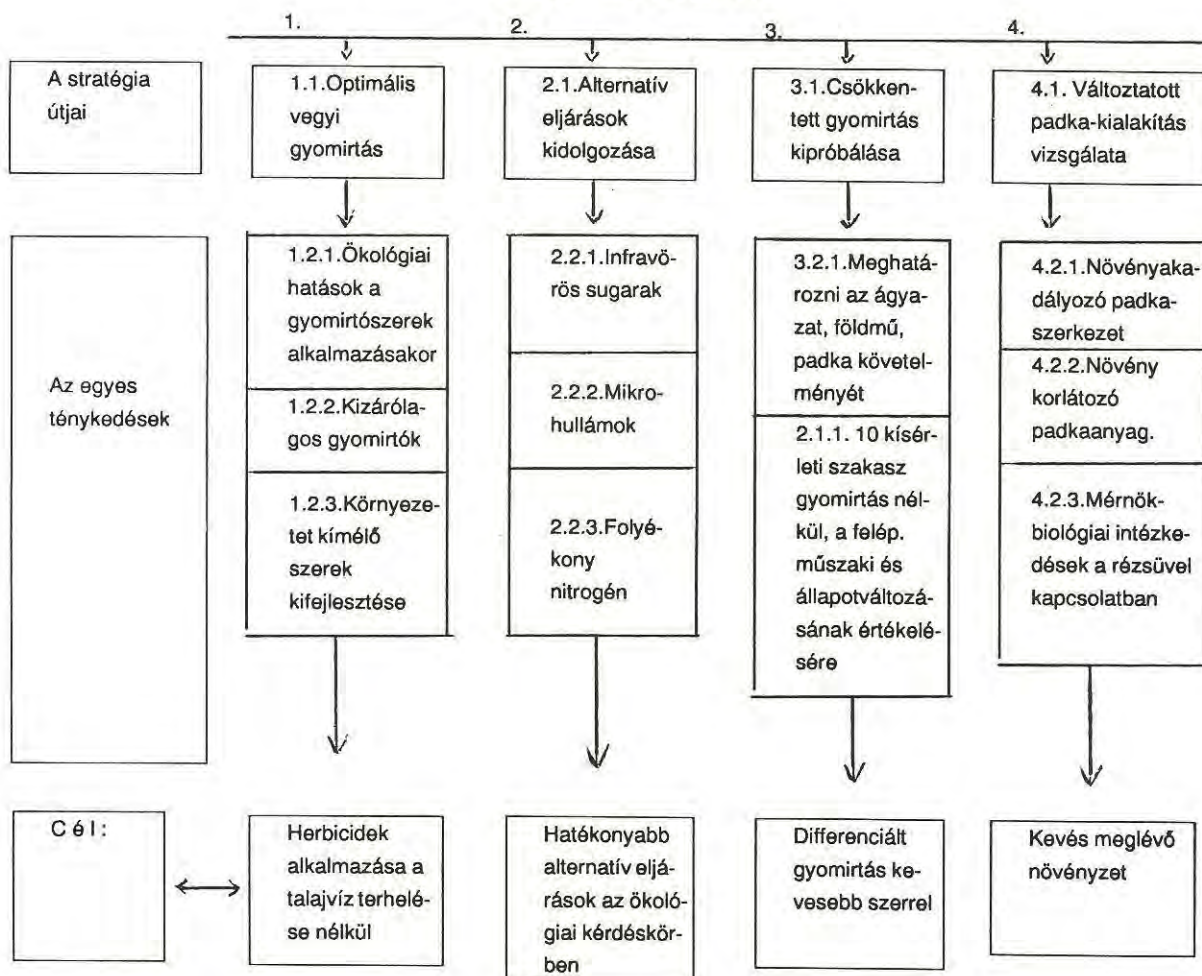 1.
2.
3.
4.
A stratégia
útjai
1.1.Optimális
vegyi
gyomirtás
2.1.Alternatív
eljárások
kidolgozása
3.1.Csökken-
tett gyomirtás
kipróbálása
4.1. Változtatott
padka-kialakítás
vizsgálata
Az egyes
ténykedések
1.2.1.Ökológiai
hatások a
gyomirtószerek
alkalmazásakor
1.2.2.Kizáróla-
gos gyomirtók
1.2.3.Környeze-
tet kímélő
szerek
kifejlesztése
2.2.1.Infravö-
rös sugarak
2.2.2.Mikro-
hullámok
2.2.3.Folyé-
kony
nitrogén
3.2.1.Meghatá-
rozni az ágya-
zat, földmű,
padka követel-
ményét
2.1.1. 10 kísér-
leti szakasz
gyomirtás nél-
kül, a felép.
műszaki és
állapotváltozá-
sának értékelé-
sére
4.2.1.Növényaka-
dályozó padka-
szerkezet
4.2.2.Növény
korlátozó
padkaanyag.
4.2.3.Mérnök-
biológiai intézke-
dések a rézsüvel
kapcsolatban
Cél:
Herbicidek
alkalmazása a
talajvíz terhelé-
se nélkül
Hatékonyabb
alternatív eljá-
rások az ökoló-
giai kérdéskör-
ben
Differenciált
gyomirtás ke-
vesebb szerrel
Kevés meglévő
növényzet